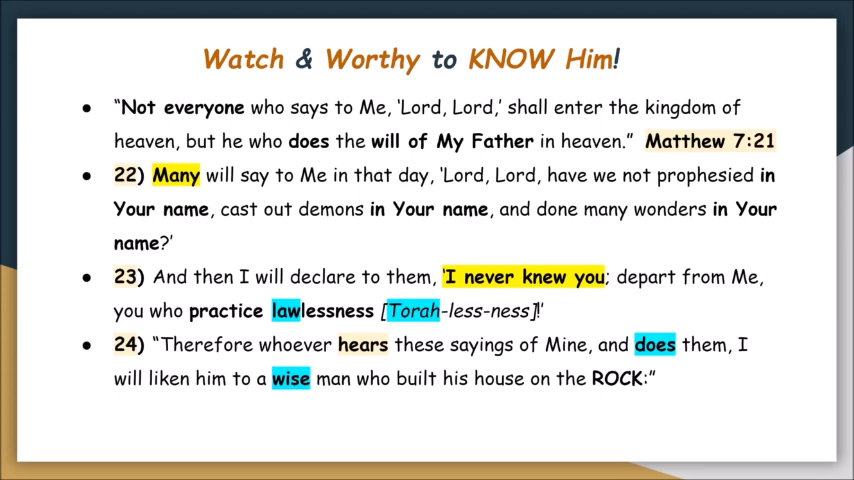 Watch & Worthy to KNOW Him!
● “Not everyone who says to Me, ‘Lord, Lord,’ shall enter the kingdom of
heaven, but he who does the will of My Father in heaven.” Matthew 7:21
● 22) Many will say to Me in that day, ‘Lord, Lord, have we not prophesied in
Your name, cast out demons in Your name, and done many wonders in Your
name?’
● 23) And then I will declare to them, ‘I never knew you; depart from Me,
you who practice lawlessness [Torah-less-ness]!’
● 24) “Therefore whoever hears these sayings of Mine, and does them, I
will liken him to a wise man who built his house on the ROCK:”